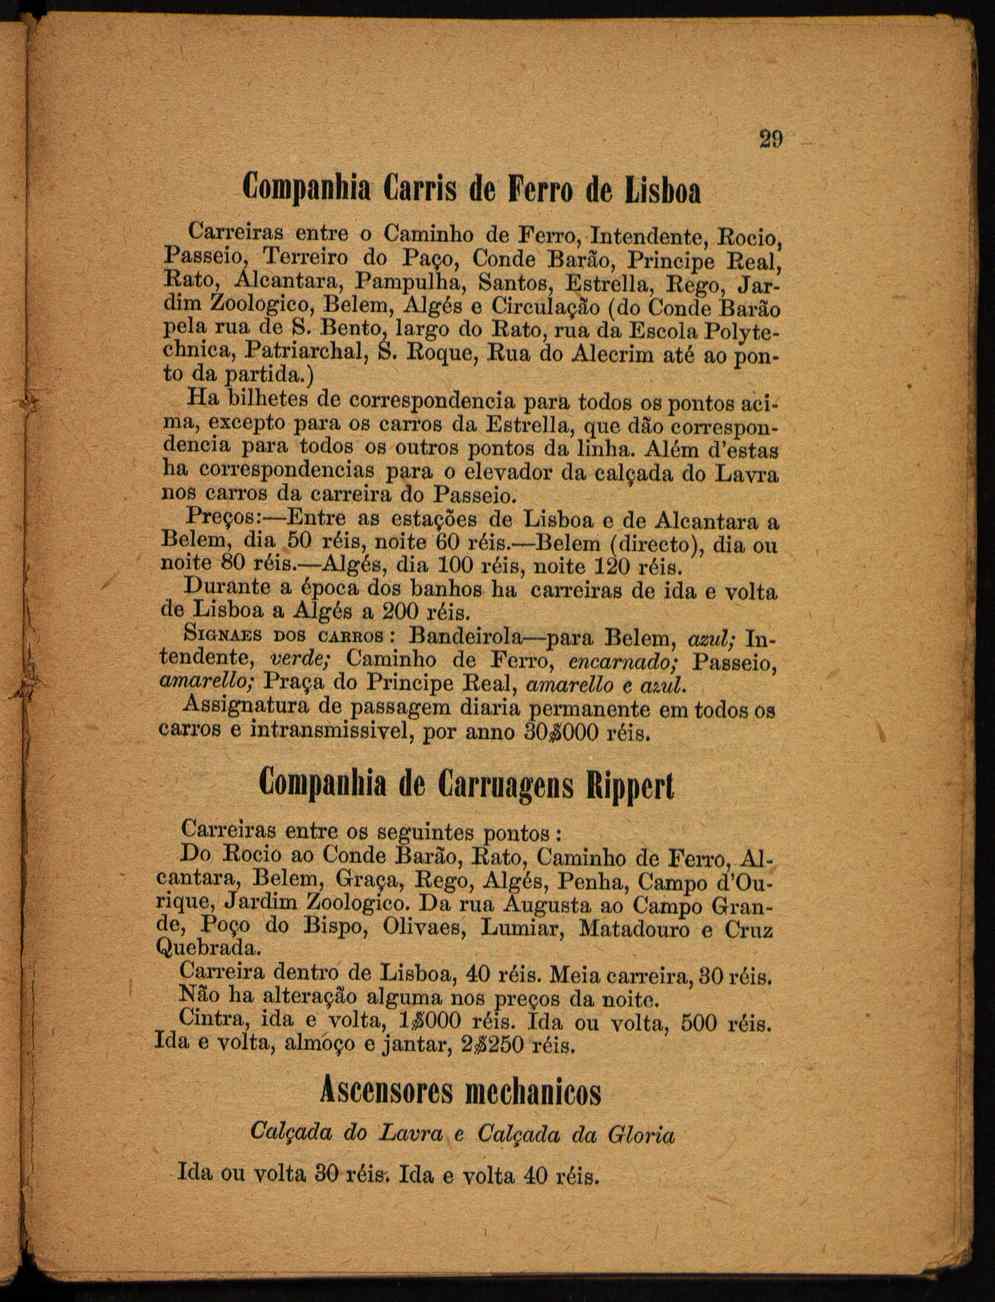 29
Companhia Carris de Ferro de Lisboa
Carreiras entre o Caminho de Ferro, Intendente, Rocio,
Passeio, Terreiro do Paço, Conde Barão, Principe Real,
Rato, Alcantara, Pampulha, Santos, Estrella, Rego, Jar-
dim Zoologico, Belem, Algés e Circulação (do Conde Barão
pela rua de S. Bento, largo do Rato, rua da Escola Polyte-
chnica, Patriarchal, S. Roque, Rua do Alecrim até ao pon-
to da partida.)
Ha bilhetes de correspondencia para todos os pontos aci-
ma, excepto para os carros da Estrella, que dão correspon-
dencia para todos os outros pontos da linha. Além d'estas
ha correspondencias para o elevador da calçada do Lavra
nos carros da carreira do Passeio.
Preços:—Entre as estações de Lisboa e de Alcantara a
Belem, dia 50 réis, noite 60 réis.—Belem (directo), dia ou
noite 80 réis.—Algés, dia 100 réis, noite 120 réis.
Durante a época dos banhos ha carreiras de ida e volta
de Lisboa a Algés a 200 réis.
SIGNAES DOS CARROS : Bandeirola—para Belem, azul; In-
tendente, verde; Caminho de Ferro, encarnado; Passeio,
amarello; Praça do Principe Real, amarello e azul.
Assignatura de passagem diaria permanente em todos os
carros e intransmissivel, por anno 30$000 réis.
Companhia de Carruagens Rippert
Carreiras entre os seguintes pontos :
Do Rocio ao Conde Barão, Rato, Caminho de Ferro, Al-
cantara, Belem, Graça, Rego, Algés, Penha, Campo d'Ou-
rique, Jardim Zoologico. Da rua Augusta ao Campo Gran-
de, Poço do Bispo, Olivaes, Lumiar, Matadouro e Cruz
Quebrada.
Carreira dentro de Lisboa, 40 réis. Meia carreira, 30 réis.
Não ha alteração alguma nos preços da noite.
Cintra, ida e volta, 1$000 réis. Ida ou volta, 500 réis.
Ida e volta, almoço e jantar, 2$250 réis.
Ascensores mechanicos
Calçada do Lavra e Calçada da Gloria
Ida ou volta 30 réis. Ida e volta 40 réis.